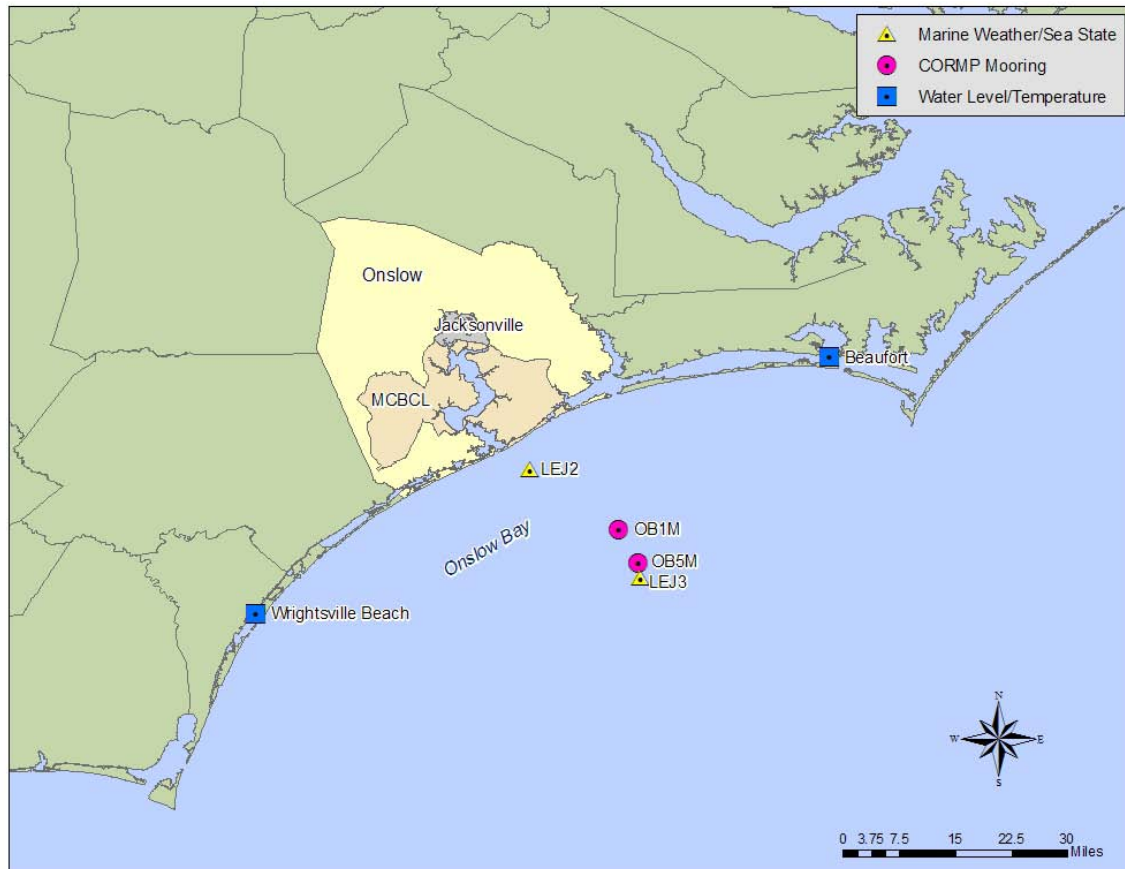 Marine Weather/Sea State
CORMP Mooring
Water Level/Temperature
Onslow
Jacksonville
Beaufort
MCBCL
LEJ2
OB1M
Onslow Bay
OB5M
LEJ3
Wrightsville Beach
N
W E
S
0 3.75 7.5 15 22.5 30
Miles